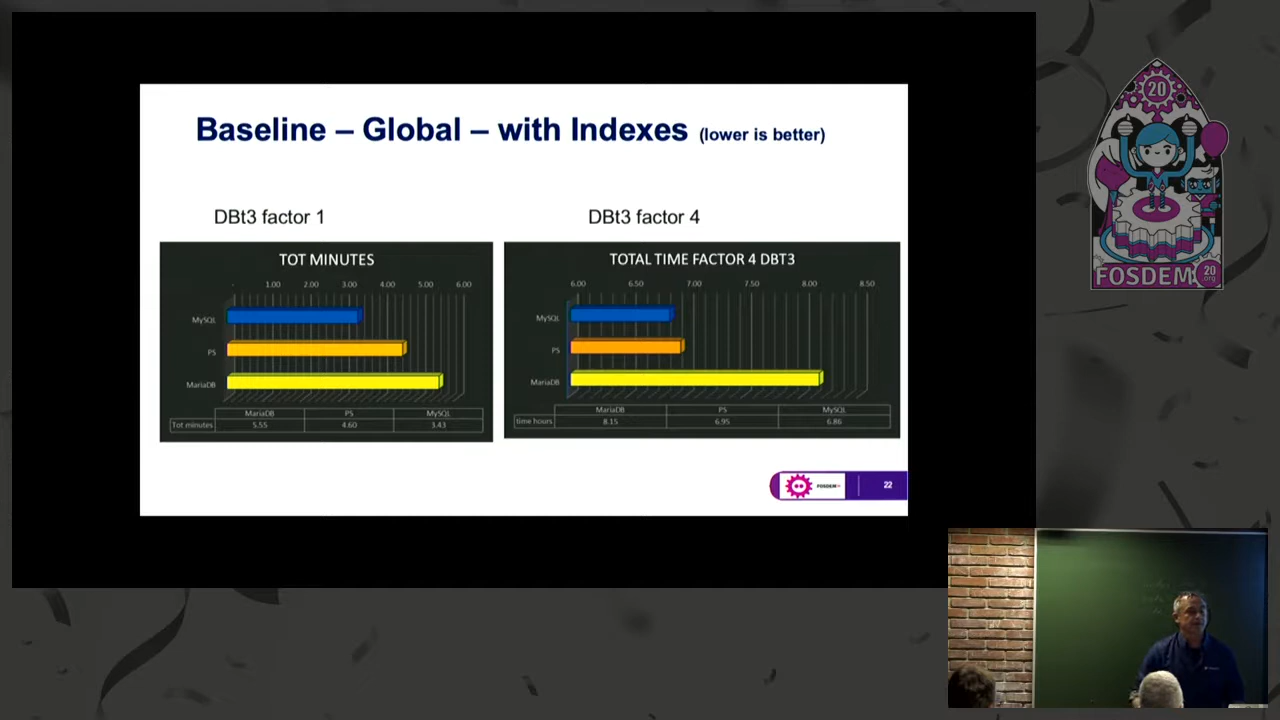 Baseline – Global – with Indexes (lower is better)
DBt3 factor 1
DBt3 factor 4
TOT MINUTES
- 1.00 2.00 3.00 4.00 5.00 6.00
MySQL
PS
MariaDB
MariaDB PS MySQL
Tot minutes 5.55 4.60 3.43
TOTAL TIME FACTOR 4 DBT3
6.00 6.50 7.00 7.50 8.00 8.50
MySQL
PS
MariaDB
MariaDB PS MySQL
time hours 8.15 6.95 6.86
FOSDEM
22
20
FOSDEM 20
.org